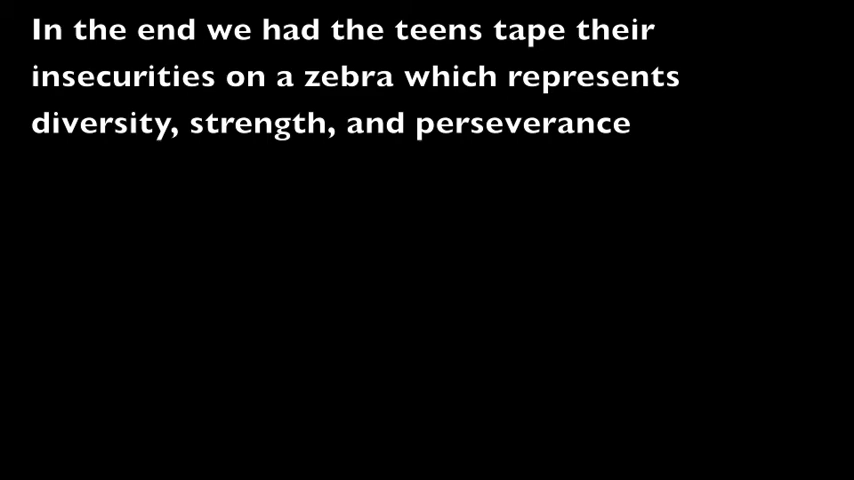 In the end we had the teens tape their
insecurities on a zebra which represents
diversity, strength, and perseverance